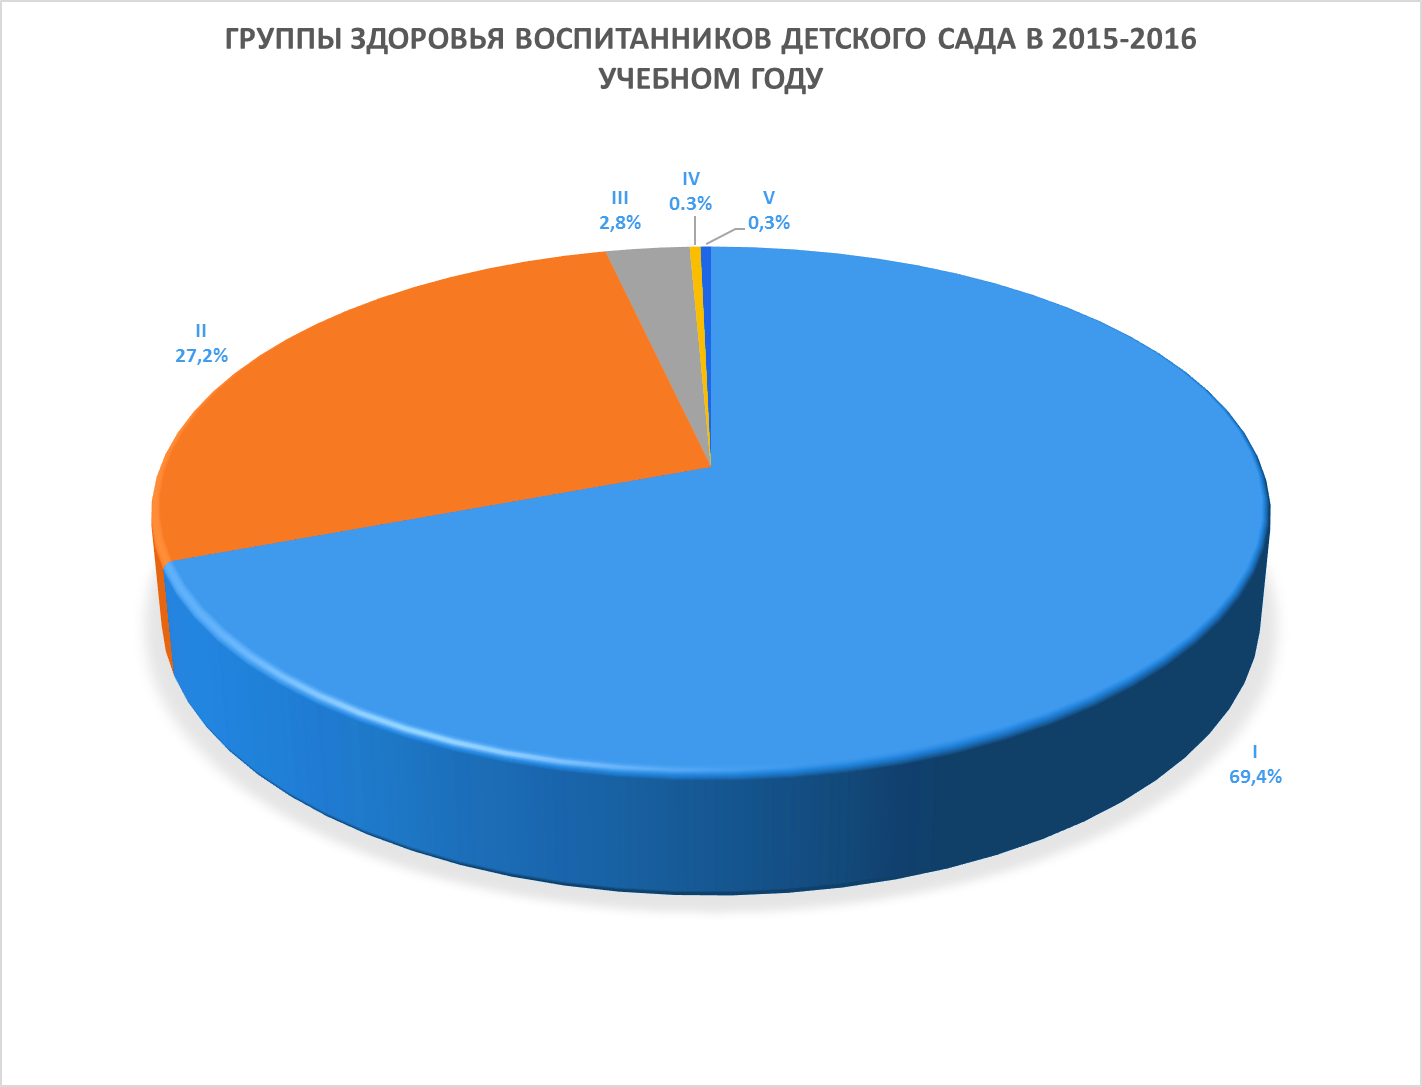 ГРУППЫ ЗДОРОВЬЯ ВОСПИТАННИКОВ ДЕТСКОГО САДА В 2015-2016
УЧЕБНОМ ГОДУ
IV
0.3%
III
2,8%
V
0,3%
II
27,2%
I
69,4%